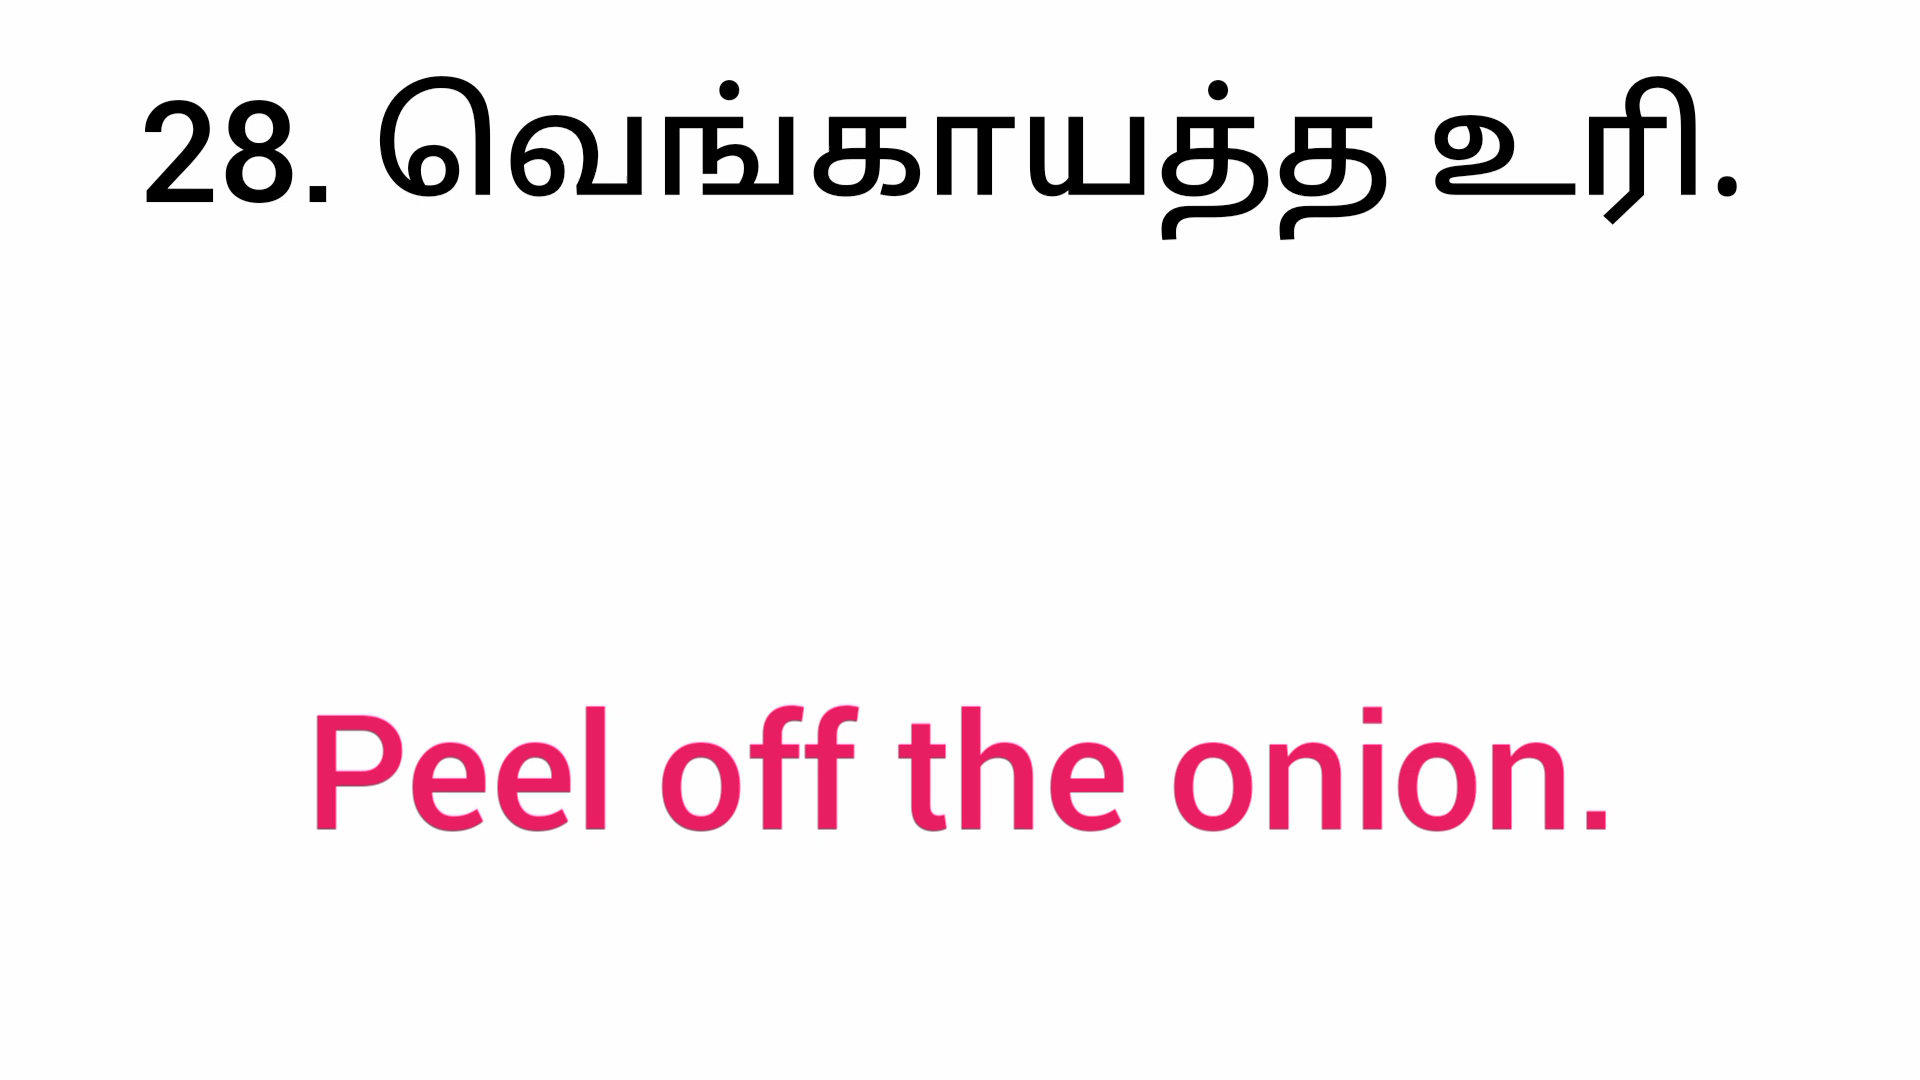 28. வெங்காயத்த உரி.
Peel off the onion.